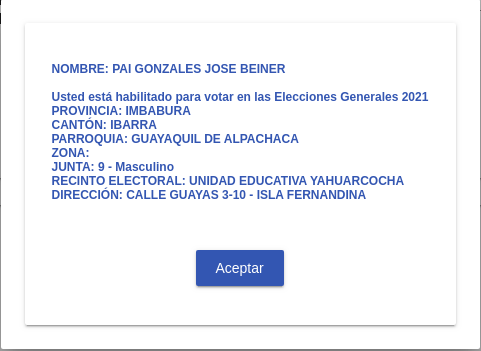 NOMBRE: PAI GONZALES JOSE BEINER
Usted está habilitado para votar en las Elecciones Generales 2021
PROVINCIA: IMBABURA
CANTÓN: IBARRA
PARROQUIA: GUAYAQUIL DE ALPACHACA
ZONA:
JUNTA: 9 - Masculino
RECINTO ELECTORAL: UNIDAD EDUCATIVA YAHUARCOCHA
DIRECCIÓN: CALLE GUAYAS 3-10 - ISLA FERNANDINA
Aceptar